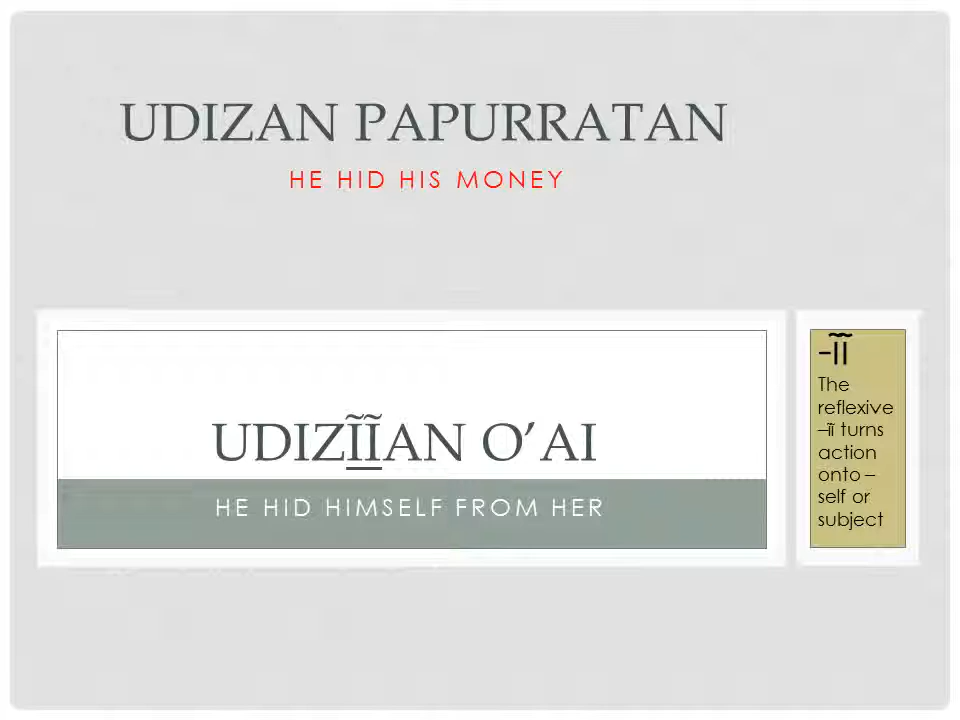 UDIZAN PAPURRATAN
HE HID HIS MONEY
UDIZĨĨAN O’AI
HE HID HIMSELF FROM HER
–ĩĩ
The
reflexive
–ĩĩ turns
action
onto –
self or
subject